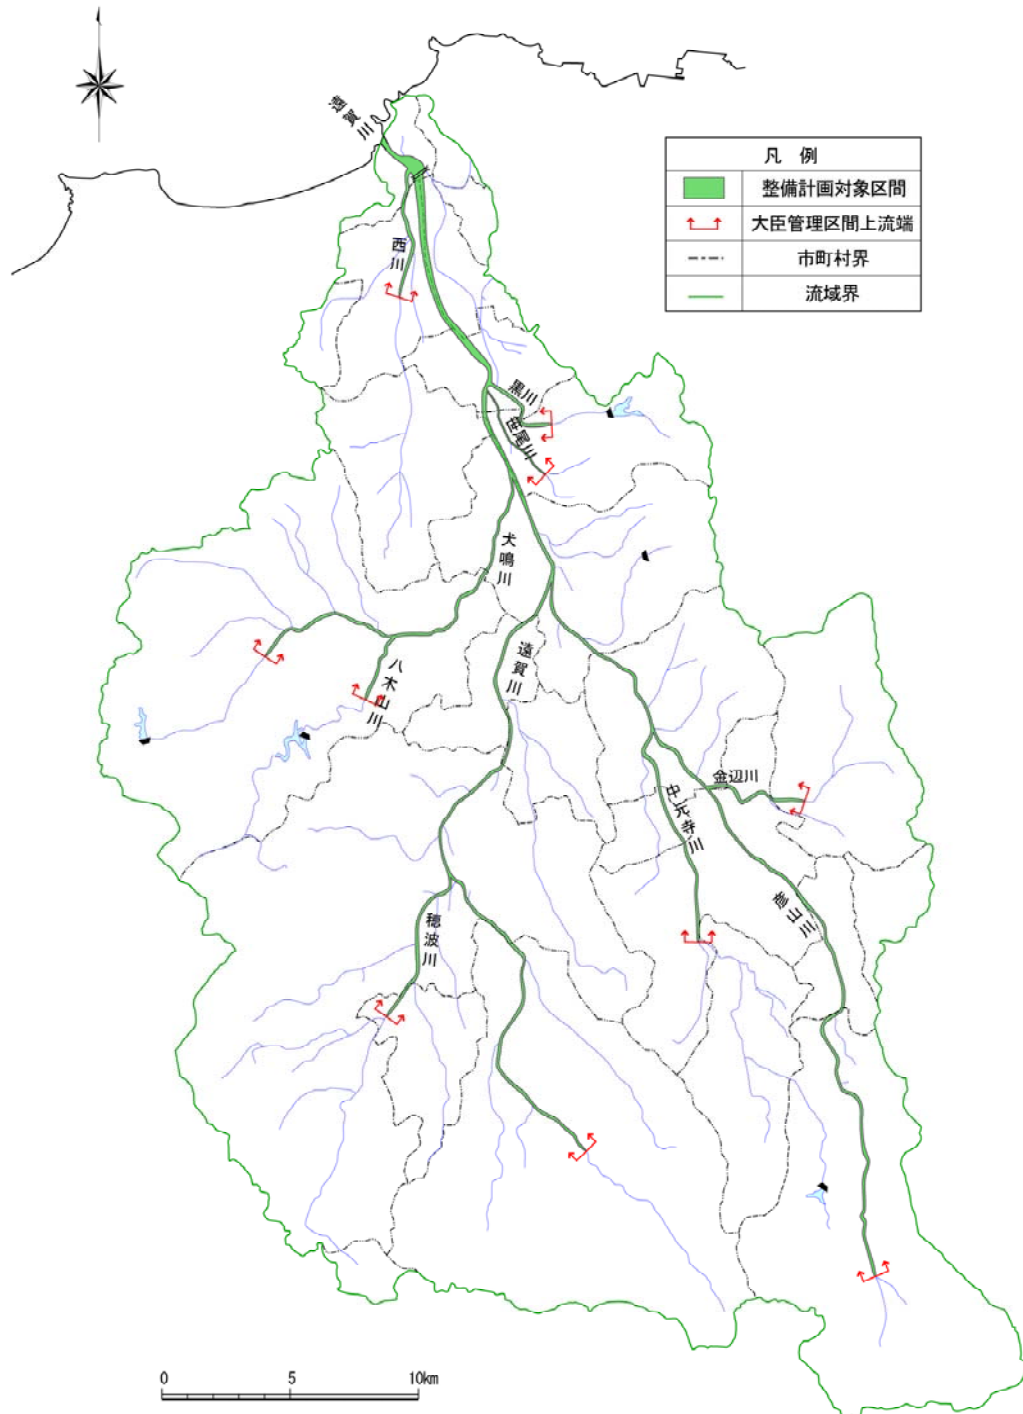 遠賀川
凡 例
整備計画対象区間
大臣管理区間上流端
市町村界
流域界
西川
黒川
笹尾川
犬鳴川
遠賀川
八木山川
金辺川
中元寺川
彦山川
穂波川
0 5 10km